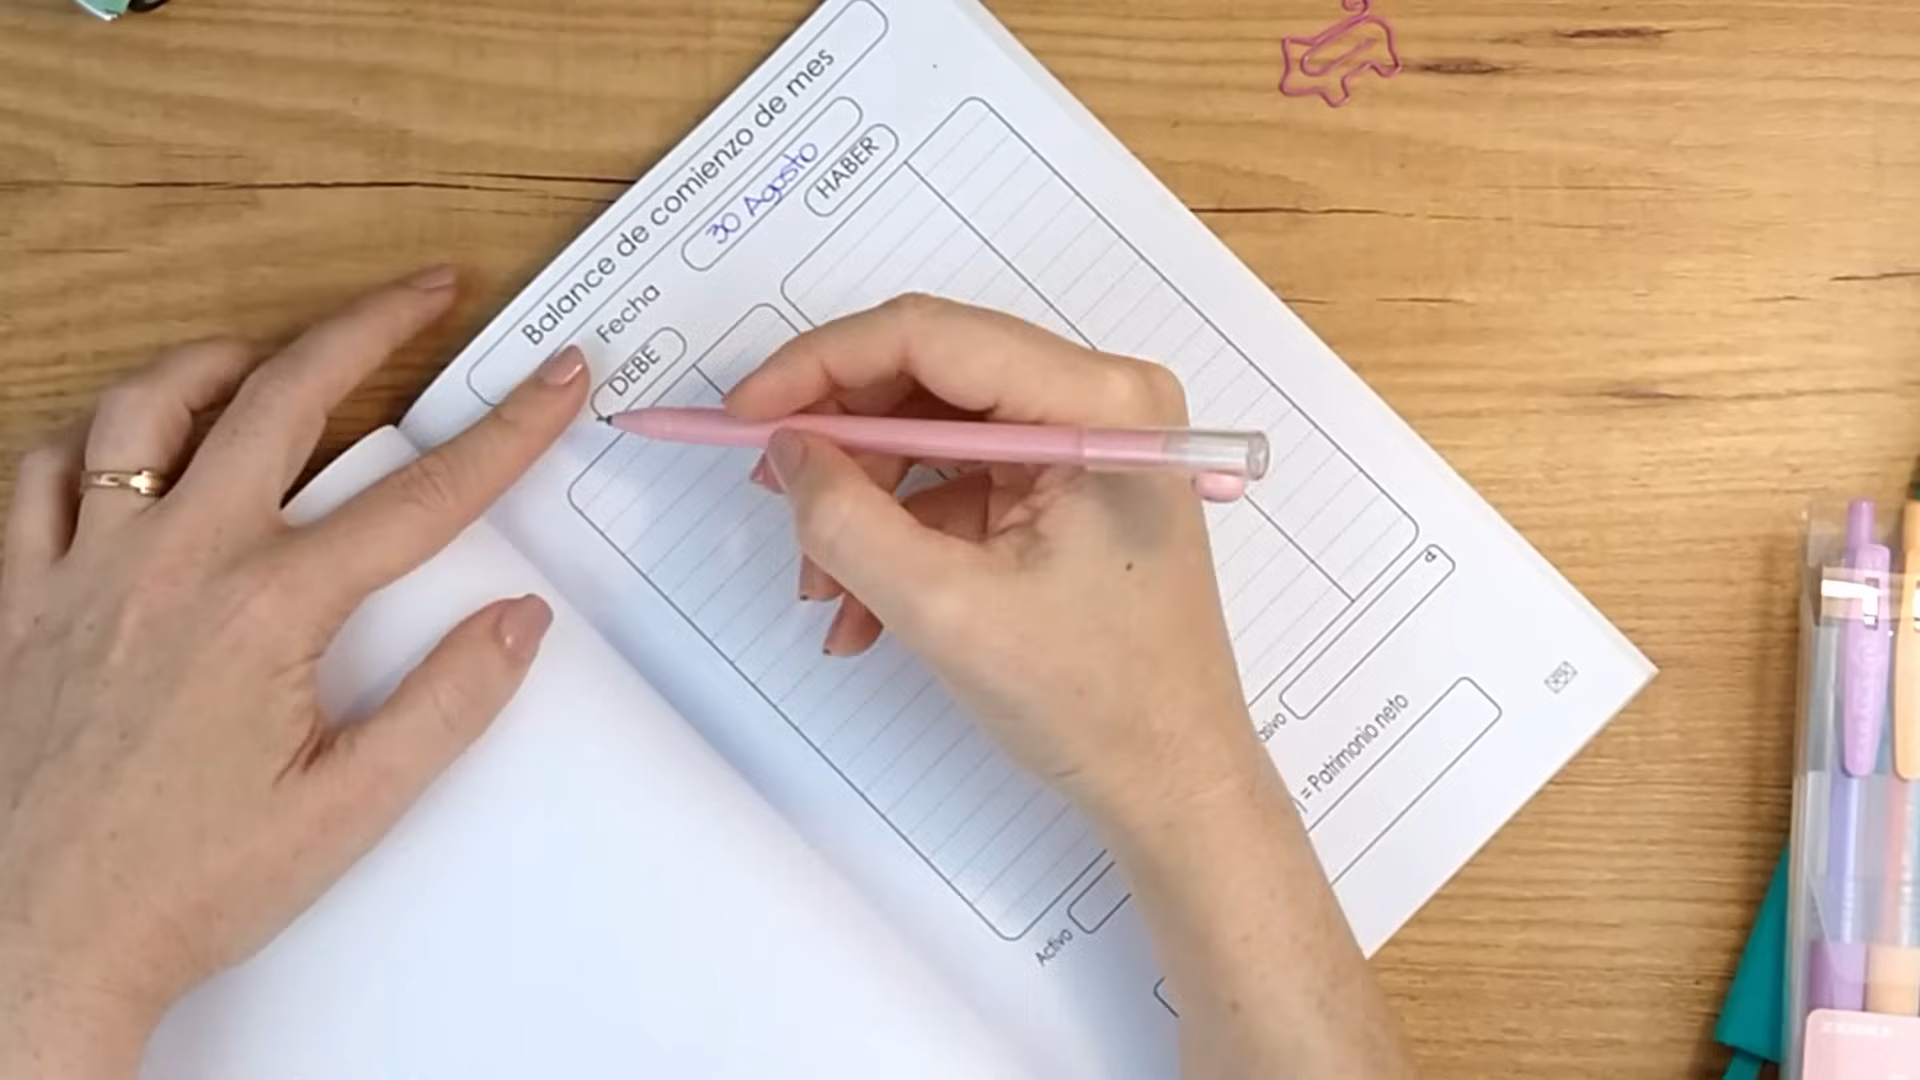 Balance de comienzo de mes
Fecha 30 Agosto
DEBE HABER
Activo
= Patrimonio neto